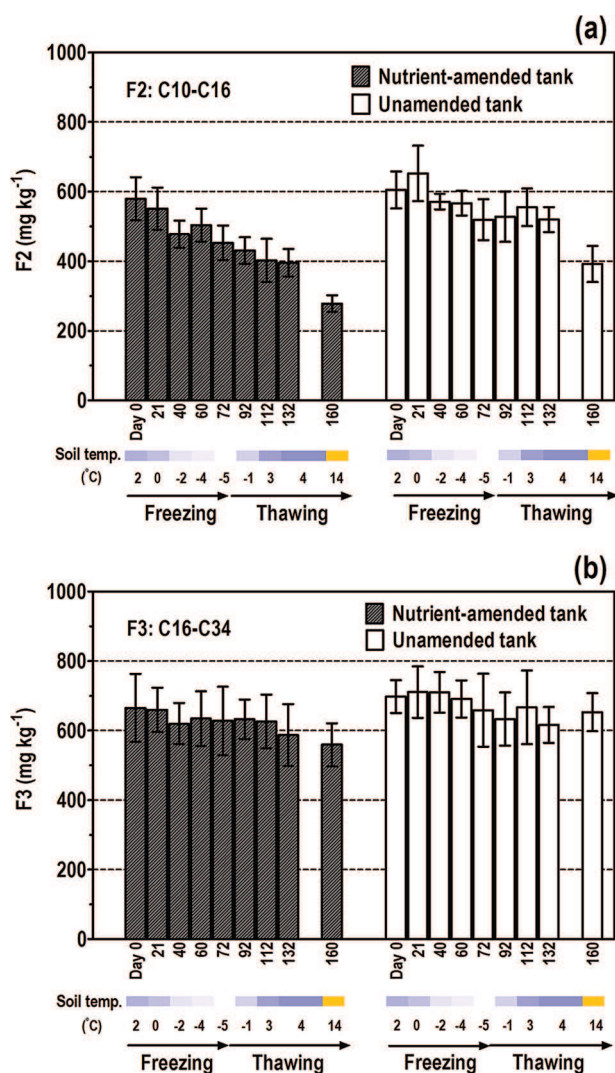 (a)
1000
F2: C10-C16
Nutrient-amended tank
Unamended tank
800
600
400
200
0
F2 (mg kg⁻¹)
Day 0 21 40 60 72 92 112 132 160 Day 0 21 40 60 72 92 112 132 160
Soil temp.
(°C) 2 0 -2 -4 -5 -1 3 4 14 2 0 -2 -4 -5 -1 3 4 14
Freezing Thawing Freezing Thawing
(b)
1000
F3: C16-C34
Nutrient-amended tank
Unamended tank
800
600
400
200
0
F3 (mg kg⁻¹)
Day 0 21 40 60 72 92 112 132 160 Day 0 21 40 60 72 92 112 132 160
Soil temp.
(°C) 2 0 -2 -4 -5 -1 3 4 14 2 0 -2 -4 -5 -1 3 4 14
Freezing Thawing Freezing Thawing